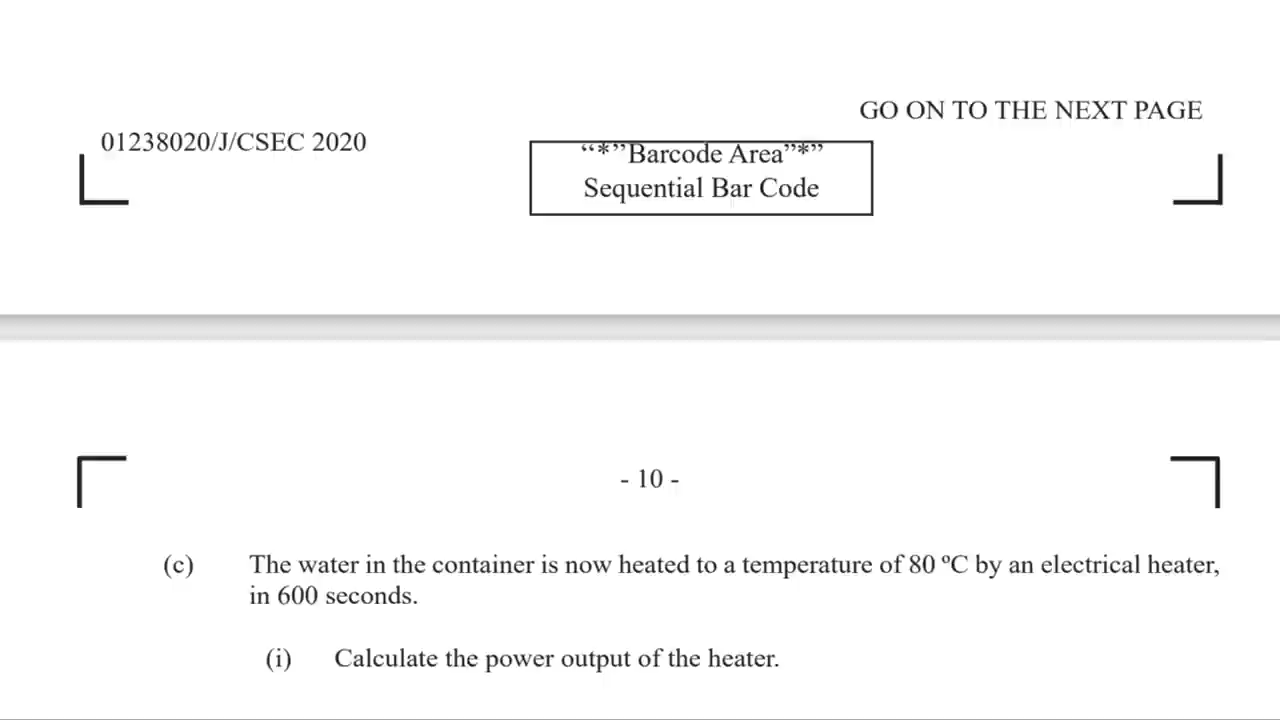 GO ON TO THE NEXT PAGE
01238020/J/CSEC 2020
“*”Barcode Area”*”
Sequential Bar Code
- 10 -
(c) The water in the container is now heated to a temperature of 80 ºC by an electrical heater,
in 600 seconds.
(i) Calculate the power output of the heater.